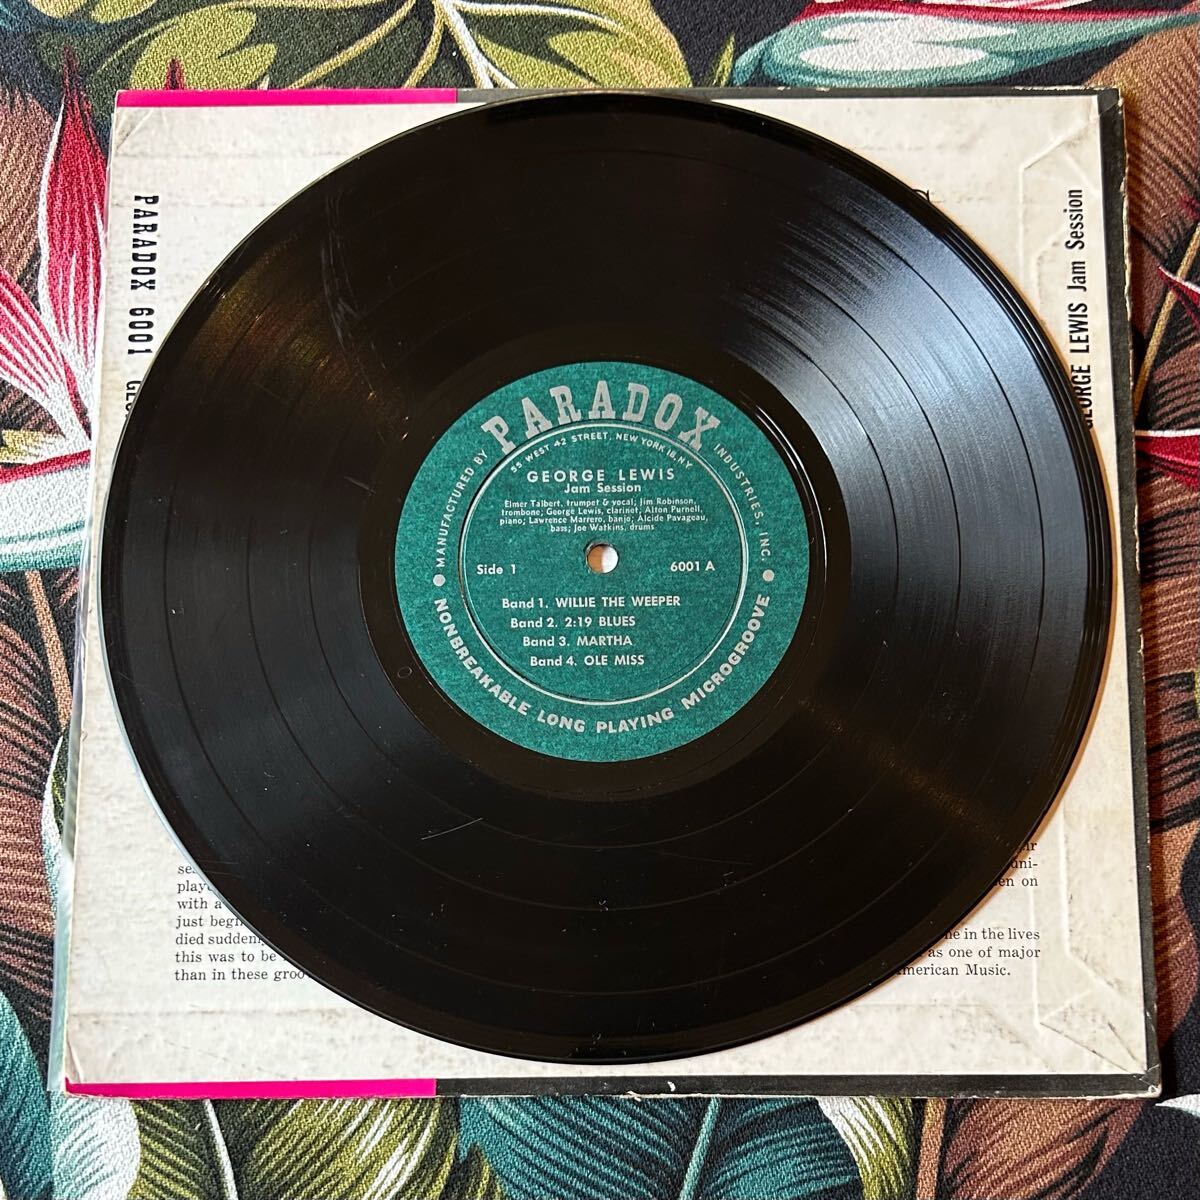 PARADOX 6001
GEORGE LEWIS Jam Session
MANUFACTURED BY PARADOX INDUSTRIES, INC.
55 WEST 42 STREET, NEW YORK 18, N.Y.
GEORGE LEWIS
Jam Session
Elmer Talbert, trumpet & vocal; Jim Robinson,
trombone; George Lewis, clarinet, Alton Purnell,
piano; Lawrence Marrero, banjo; Alcide Pavageau,
bass; Joe Watkins, drums
Side 1
6001 A
Band 1. WILLIE THE WEEPER
Band 2. 2:19 BLUES
Band 3. MARTHA
Band 4. OLE MISS
NONBREAKABLE LONG PLAYING MICROGROOVE
with a
just
died
this was to be
than in these
on
in the lives
as one of major
Music.